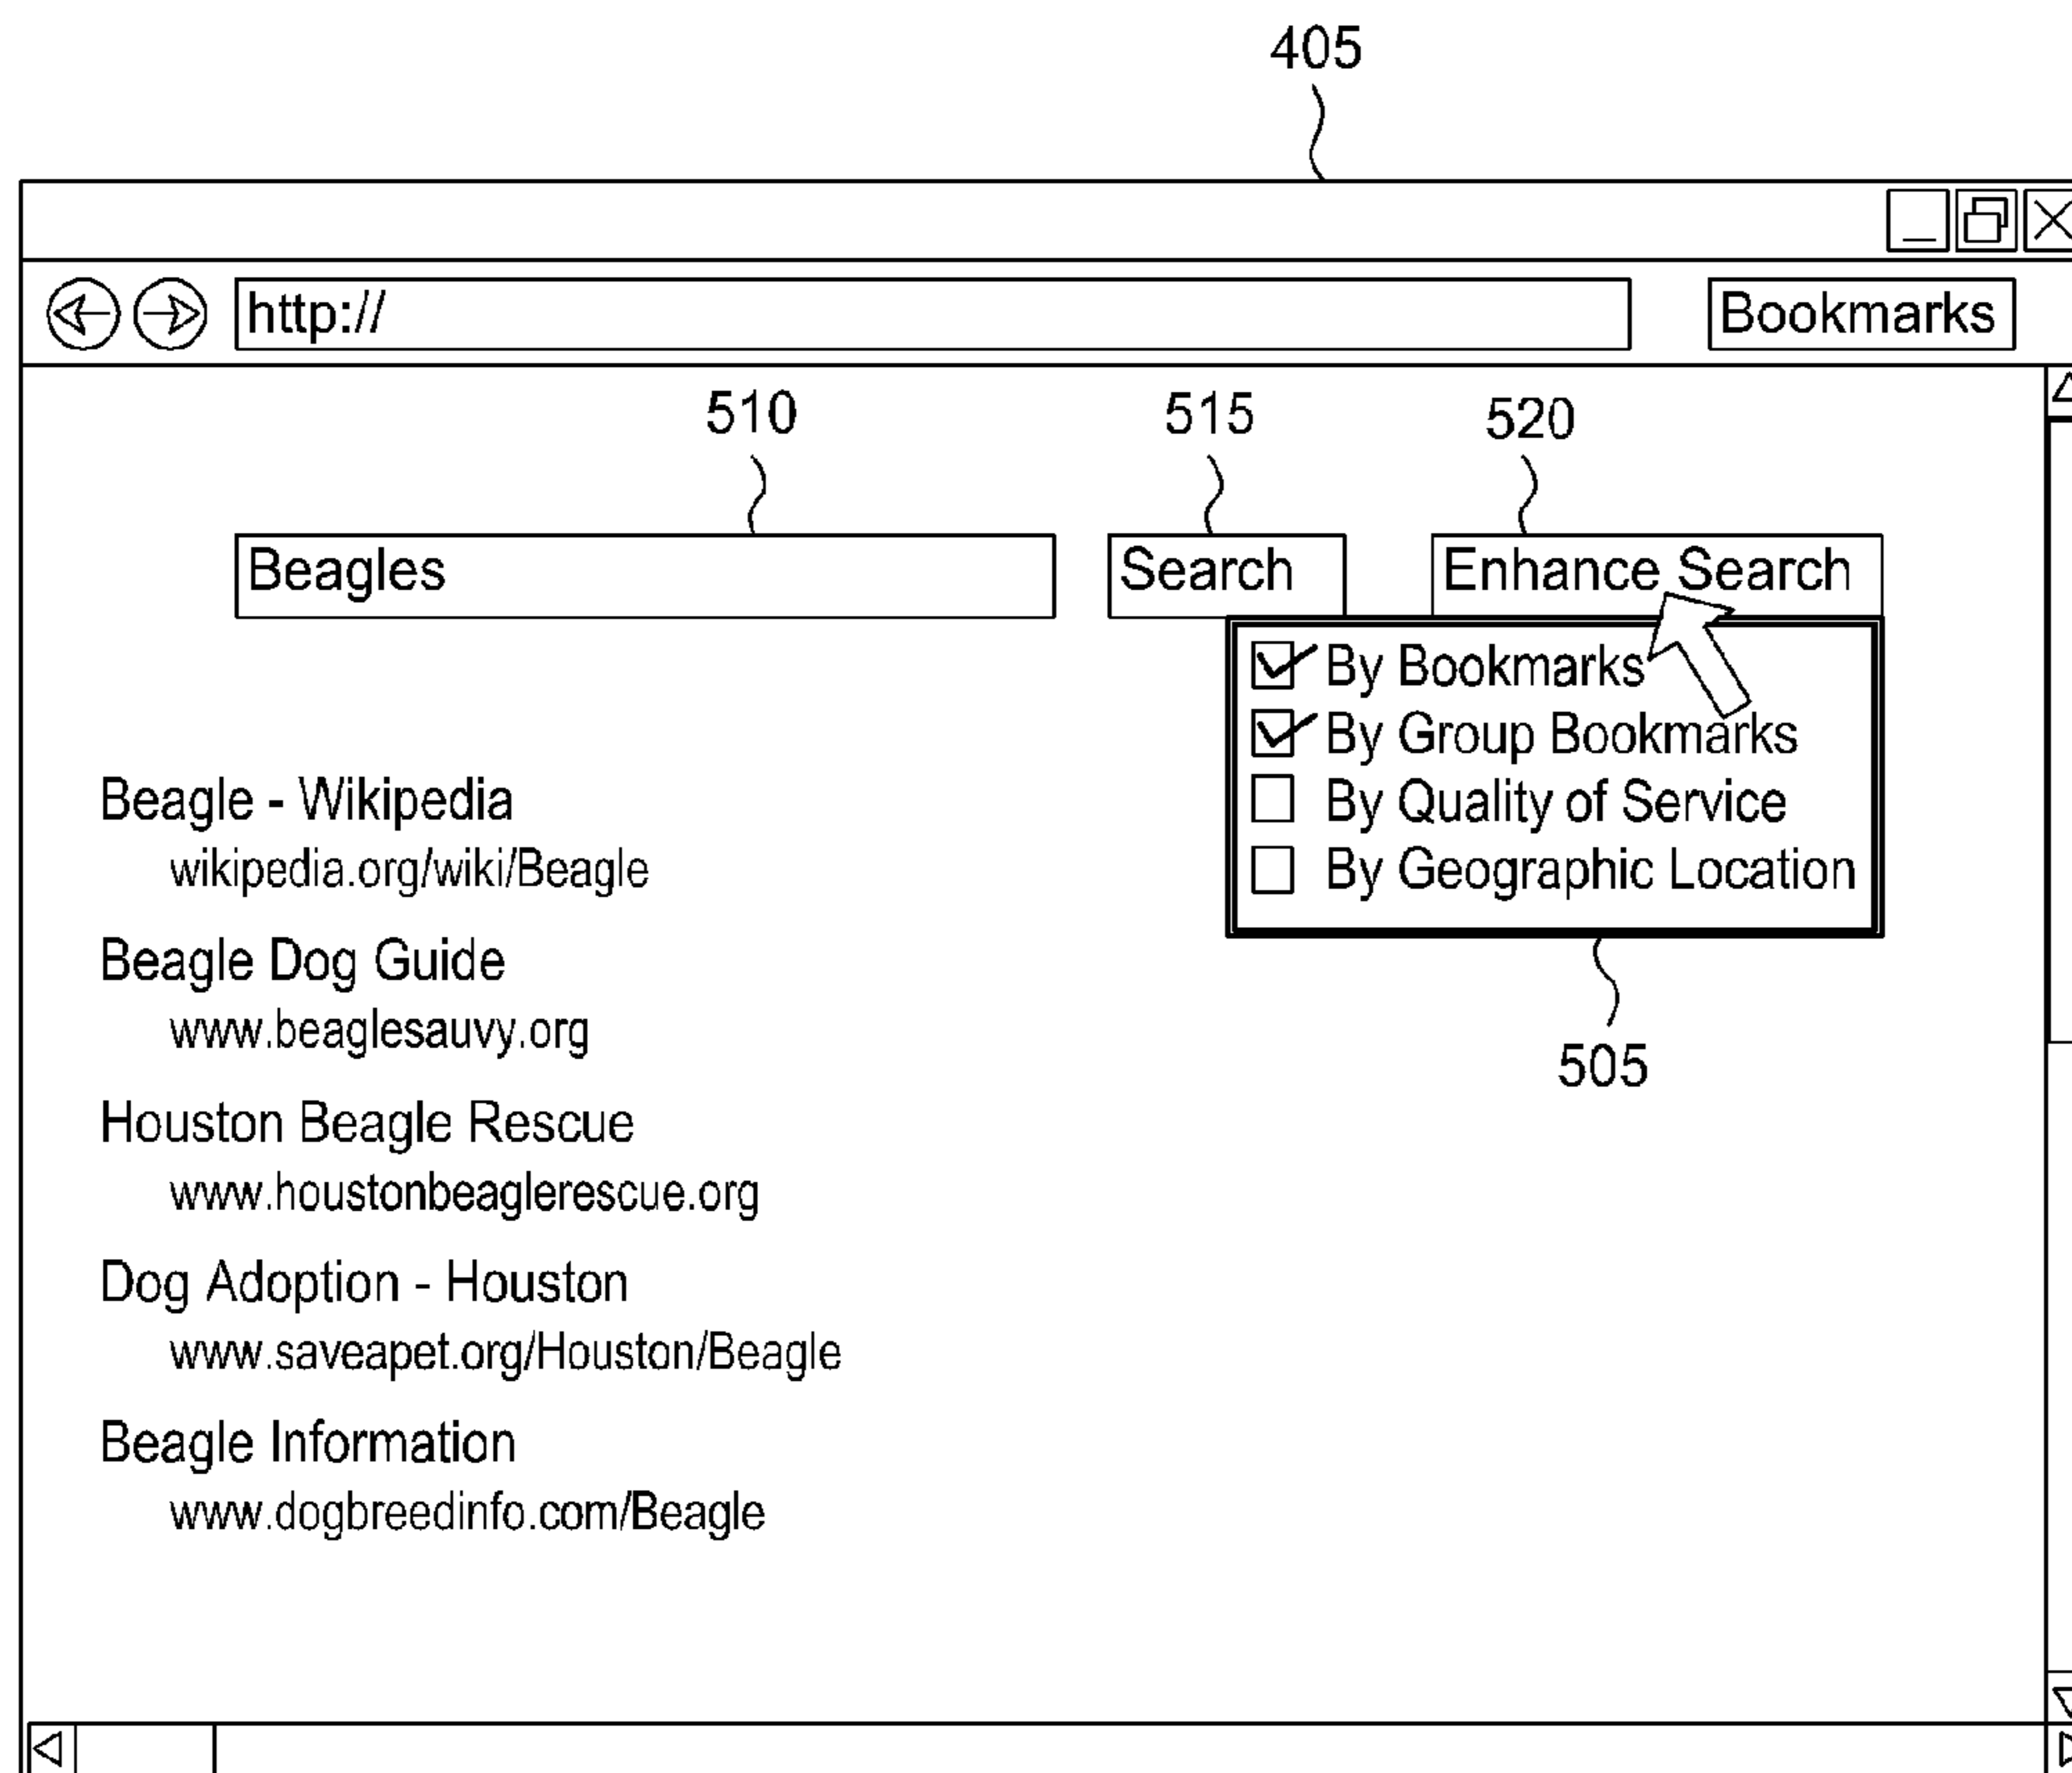 405
http://
Bookmarks
510
515
520
Beagles
Search
Enhance Search
By Bookmarks
By Group Bookmarks
By Quality of Service
By Geographic Location
505
Beagle - Wikipedia
wikipedia.org/wiki/Beagle
Beagle Dog Guide
www.beaglesauvy.org
Houston Beagle Rescue
www.houstonbeaglerescue.org
Dog Adoption - Houston
www.saveapet.org/Houston/Beagle
Beagle Information
www.dogbreedinfo.com/Beagle